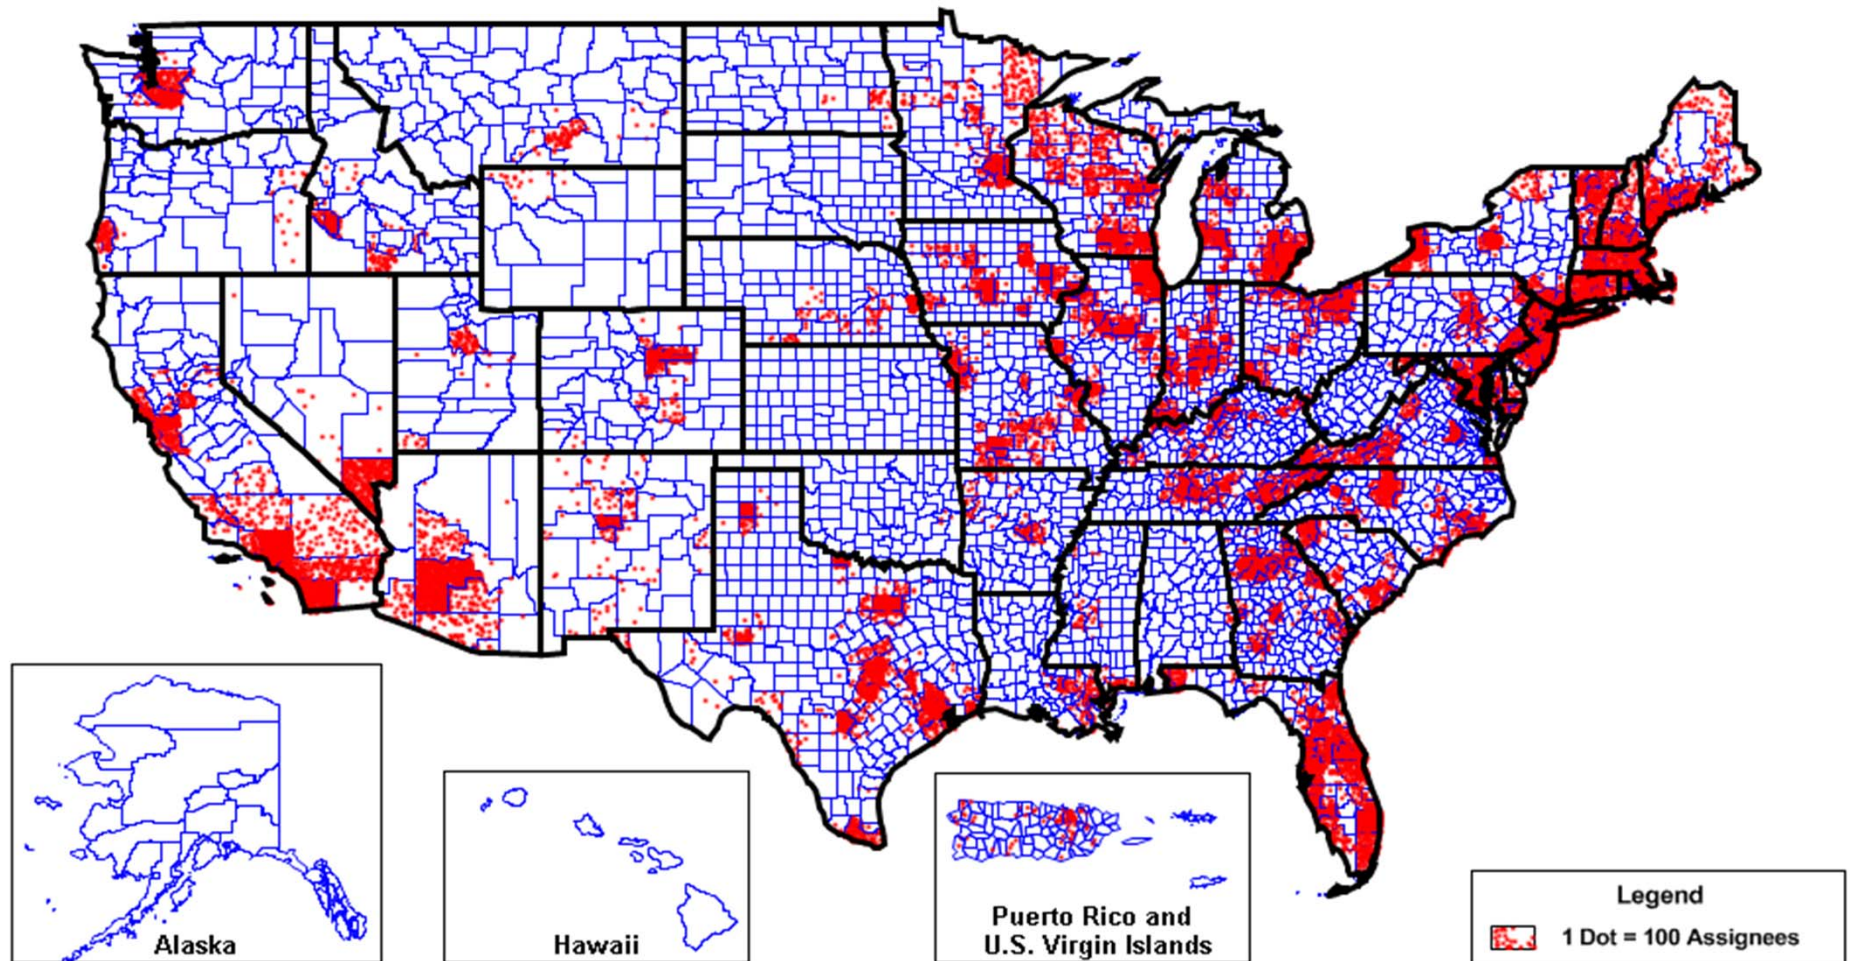 Alaska
Hawaii
Puerto Rico and
U.S. Virgin Islands
Legend
1 Dot = 100 Assignees